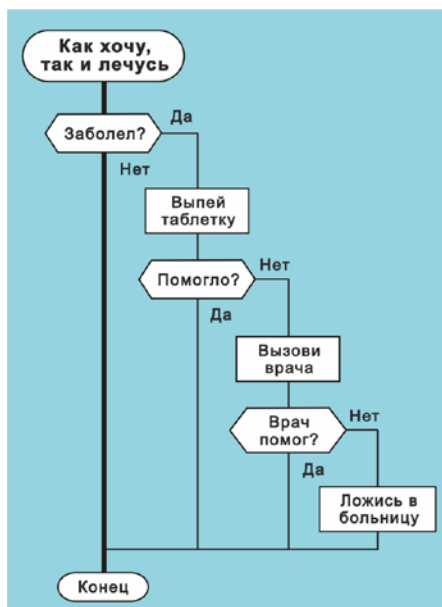 Как хочу,
так и лечусь
Заболел?
Да
Нет
Выпей
таблетку
Помогло?
Нет
Да
Вызови
врача
Врач
помог?
Нет
Да
Ложись в
больницу
Конец